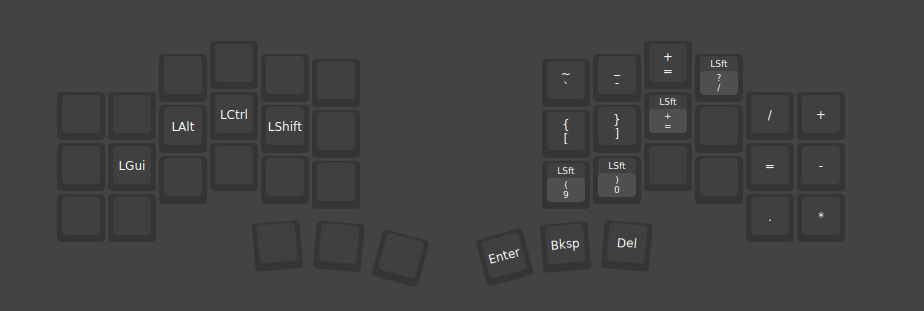 LGui
LAlt
LCtrl
LShift
~
`
_
-
+
=
LSft
?
/
{
[
}
]
LSft
+
=
/
+
LSft
(
9
LSft
)
0
=
-
.
*
Enter
Bksp
Del